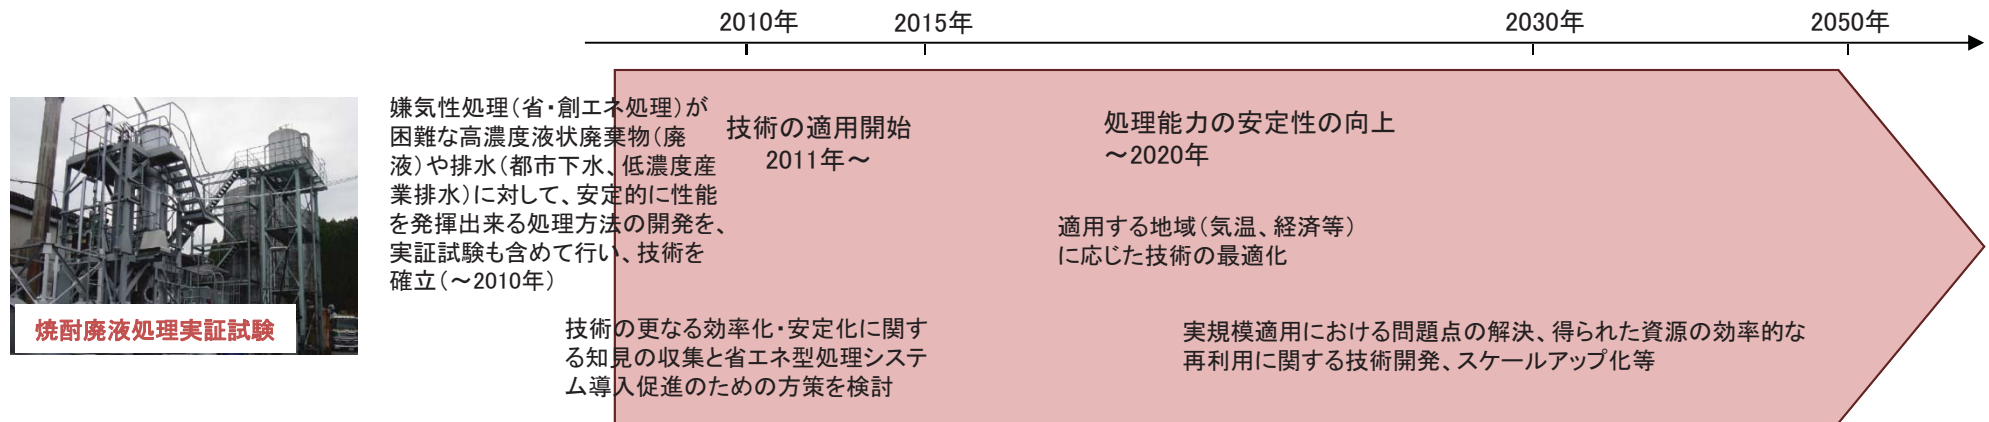 2010年
2015年
2030年
2050年
嫌気性処理（省・創エネ処理）が
困難な高濃度液状廃棄物（廃
液）や排水（都市下水、低濃度産
業排水）に対して、安定的に性能
を発揮出来る処理方法の開発を、
実証試験も含めて行い、技術を
確立（～2010年）
技術の適用開始
2011年～
処理能力の安定性の向上
～2020年
適用する地域（気温、経済等）
に応じた技術の最適化
焼酎廃液処理実証試験
技術の更なる効率化・安定化に関す
る知見の収集と省エネ型処理システ
ム導入促進のための方策を検討
実規模適用における問題点の解決、得られた資源の効率的な
再利用に関する技術開発、スケールアップ化等